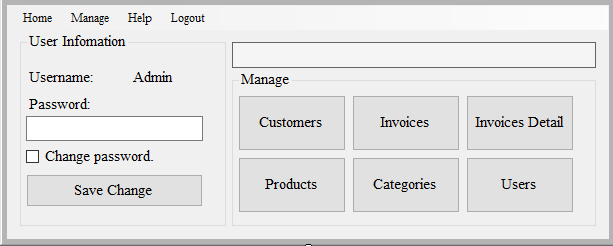 Home Manage Help Logout
User Infomation
Username: Admin
Password:
Change password.
Save Change
Manage
Customers Invoices Invoices Detail
Products Categories Users